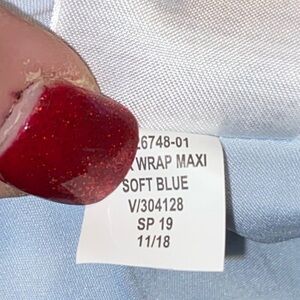 26748-01
WRAP MAXI
SOFT BLUE
V/304128
SP 19
11/18